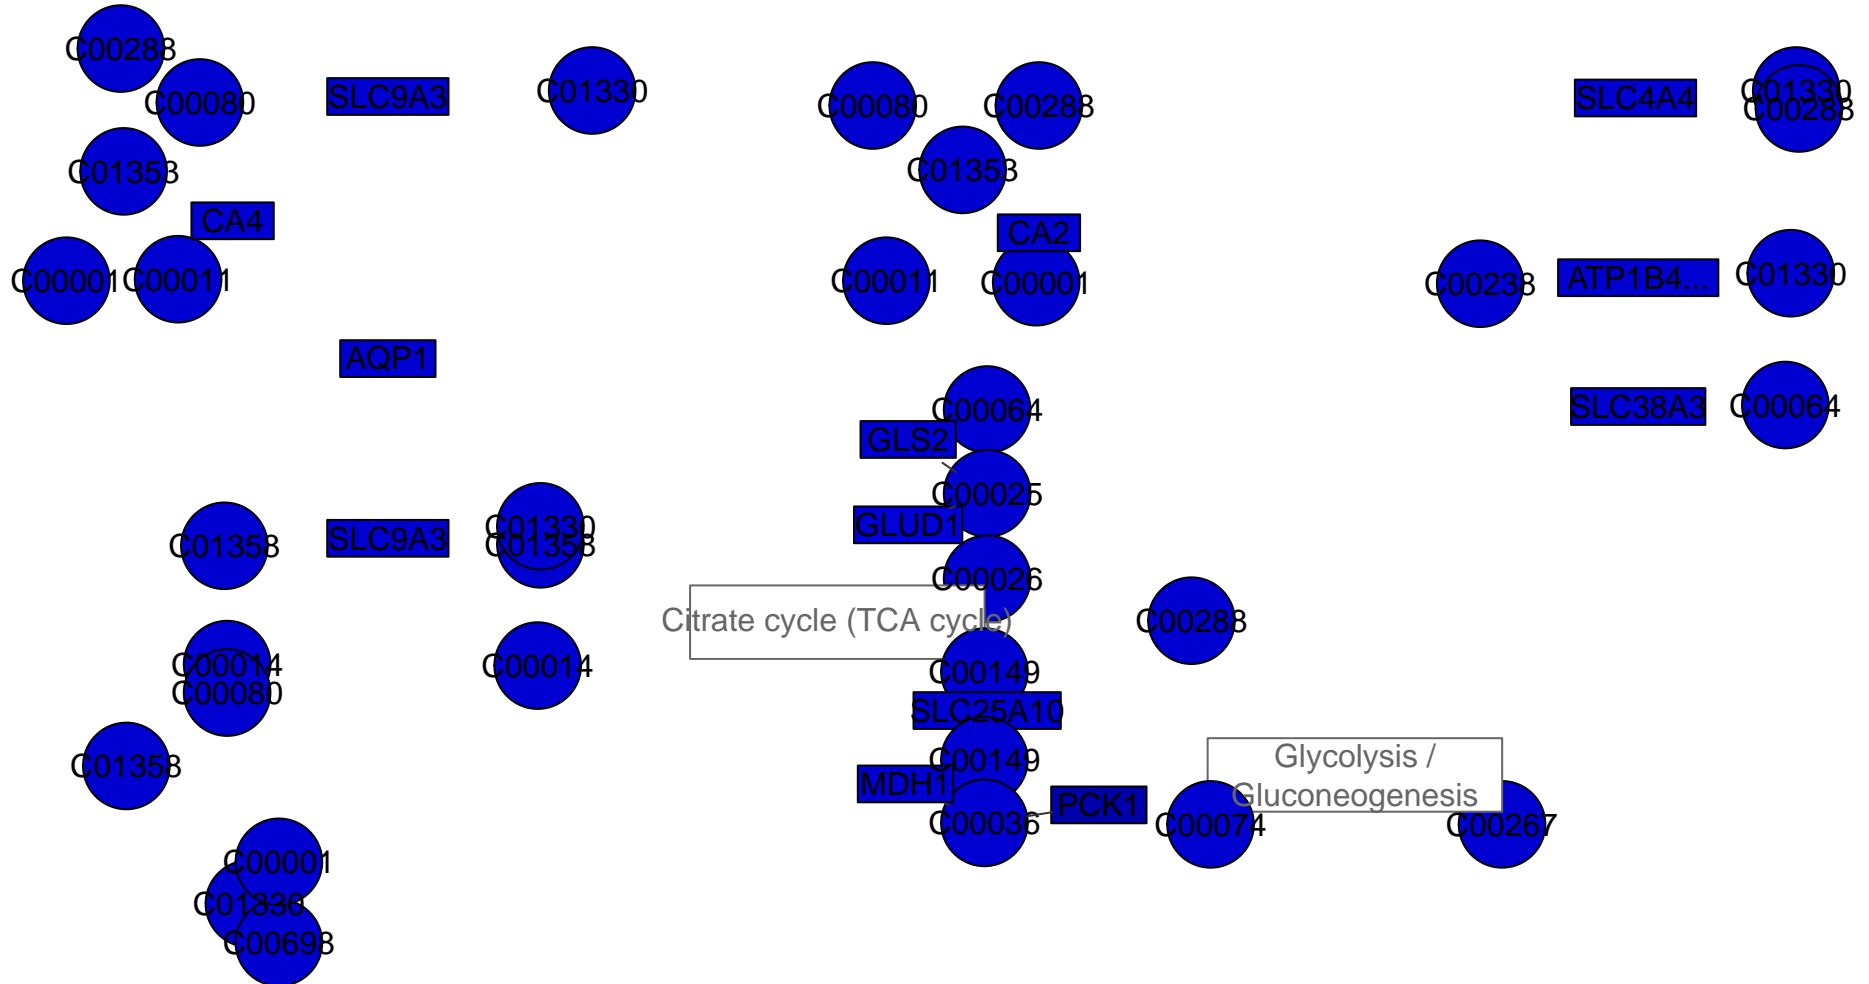 C00288
C00080
SLC9A3
C01330
C00080
C00288
SLC4A4
C01330
C00288
C01353
C01353
CA4
CA2
C00001
C00011
C00011
C00001
C00238
ATP1B4...
C01330
AQP1
C00064
SLC38A3
C00064
GLS2
C00025
C01358
SLC9A3
C01330
C01358
GLUD1
C00026
Citrate cycle (TCA cycle)
C00288
C00014
C00080
C00014
C00149
SLC25A10
C01358
C00149
Glycolysis /
Gluconeogenesis
MDH1
PCK1
C00036
C00074
C00267
C00001
C01330
C00698